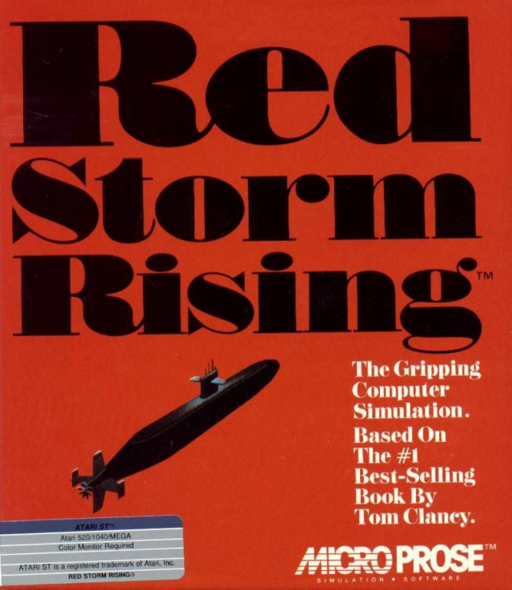 Red
Storm
Rising™
The Gripping
Computer
Simulation.
Based On
The #1
Best-Selling
Book By
Tom Clancy.
ATARI ST™
Atari 520/1040/MEGA
Color Monitor Required
ATARI ST is a registered trademark of Atari, Inc.
RED STORM RISING®
MICRO PROSE™
SIMULATION • SOFTWARE